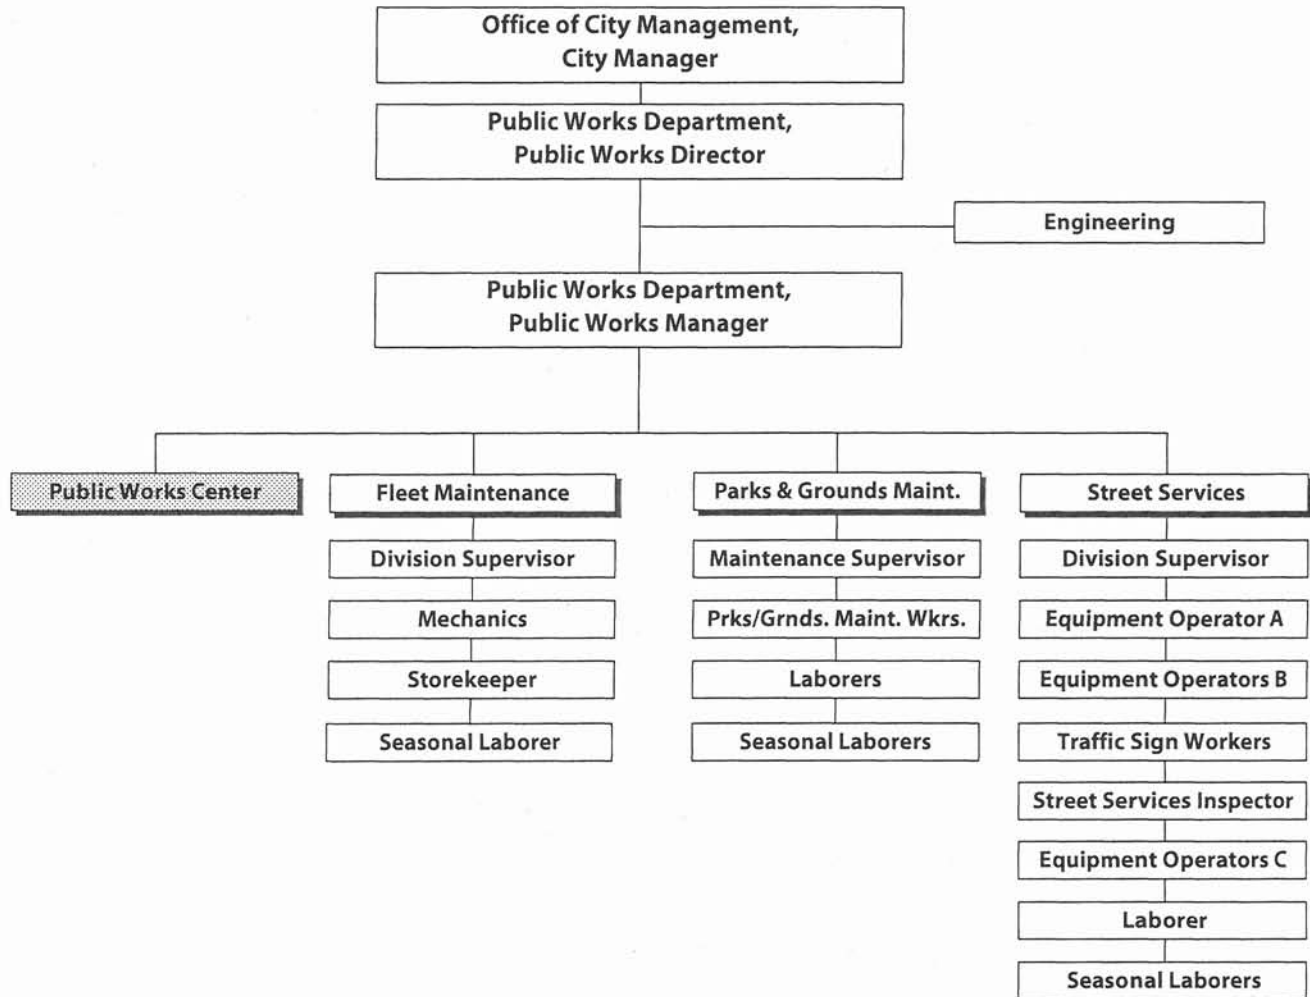 Office of City Management,
City Manager
Public Works Department,
Public Works Director
Engineering
Public Works Department,
Public Works Manager
Public Works Center
Fleet Maintenance
Parks & Grounds Maint.
Street Services
Division Supervisor
Maintenance Supervisor
Division Supervisor
Mechanics
Prks/Grnds. Maint. Wkrs.
Equipment Operator A
Storekeeper
Laborers
Equipment Operators B
Seasonal Laborer
Seasonal Laborers
Traffic Sign Workers
Street Services Inspector
Equipment Operators C
Laborer
Seasonal Laborers